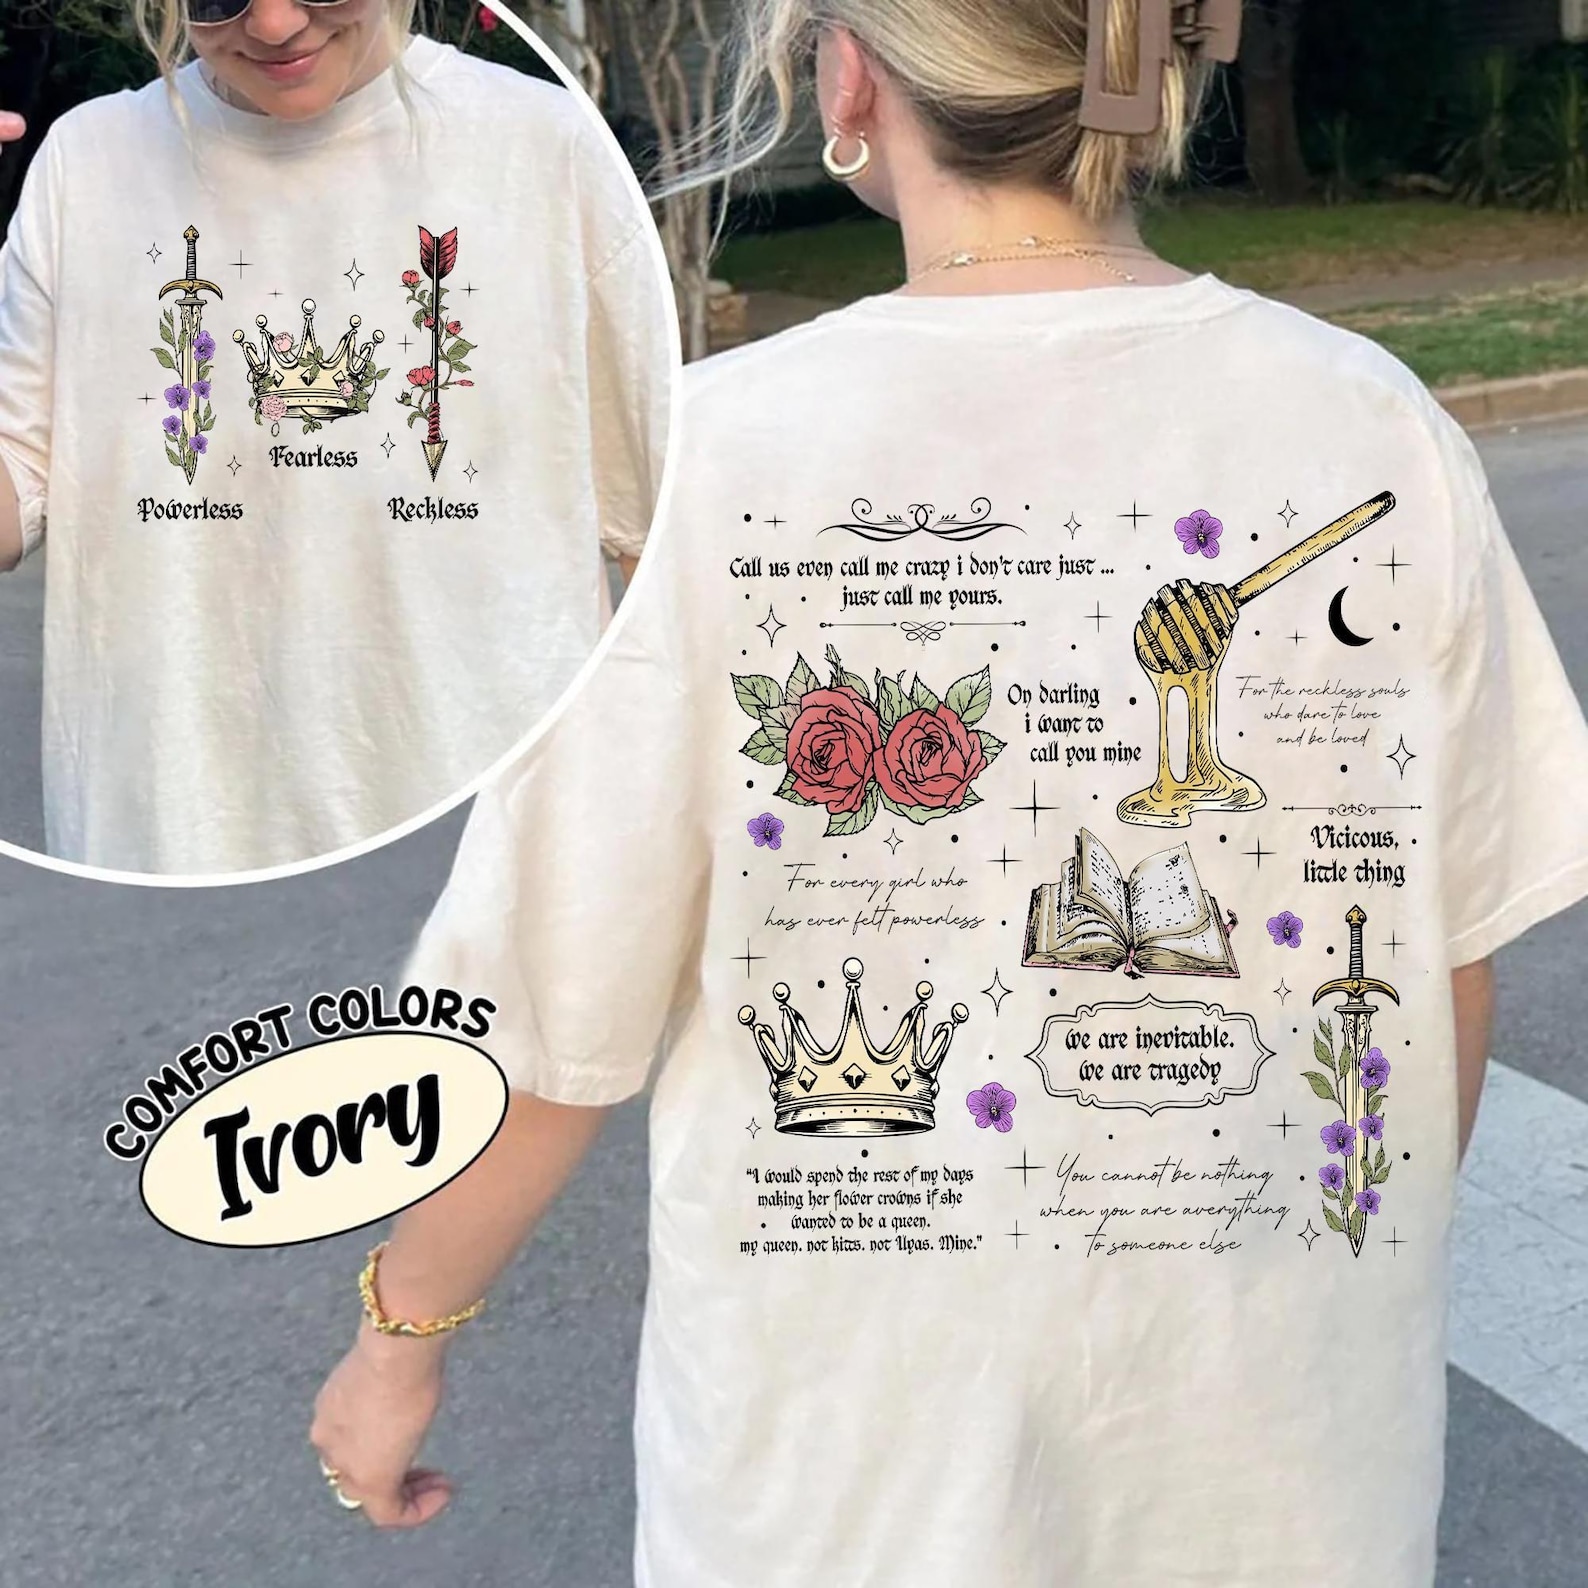 Fearless
Powerless
Reckless
COMFORT COLORS
Ivory
Call us even call me crazy i don't care just ...
just call me yours.
On darling
i want to
call you mine
For the reckless souls
who dare to love
and be loved
Vicicous,
little thing
For every girl who
has ever felt powerless
we are inevitable.
we are tragedy
"I would spend the rest of my days
making her flower crowns if she
wanted to be a queen.
my queen. not kitts. not Ilyas. Mine."
You cannot be nothing
when you are averything
to someone else